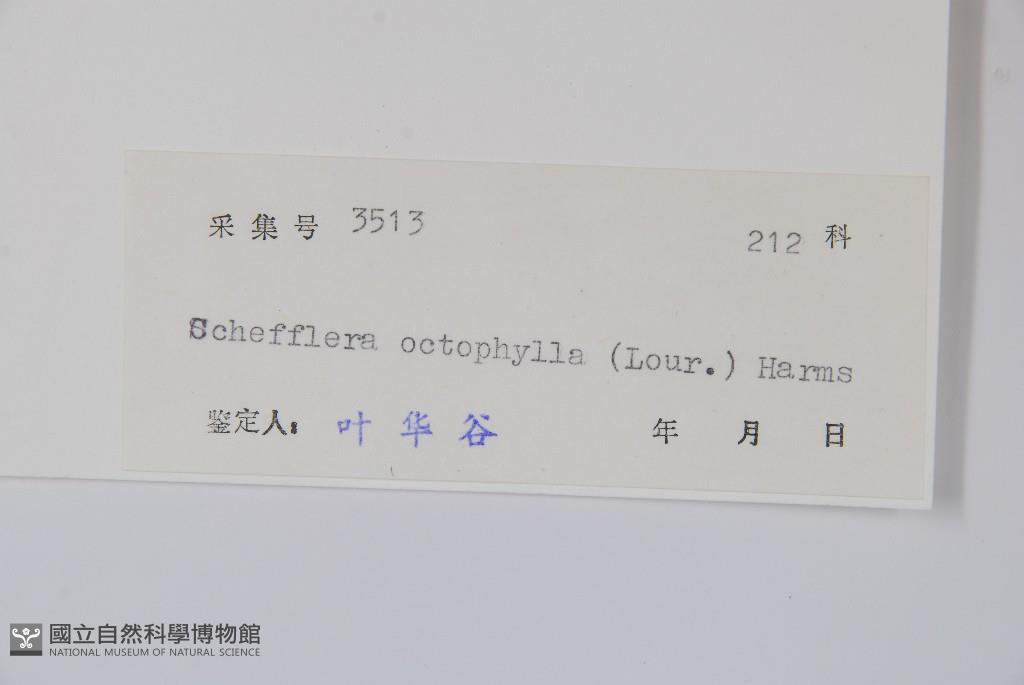 采集号 3513 212 科
Schefflera octophylla (Lour.) Harms
鉴定人: 叶华谷 年 月 日
國立自然科學博物館
NATIONAL MUSEUM OF NATURAL SCIENCE